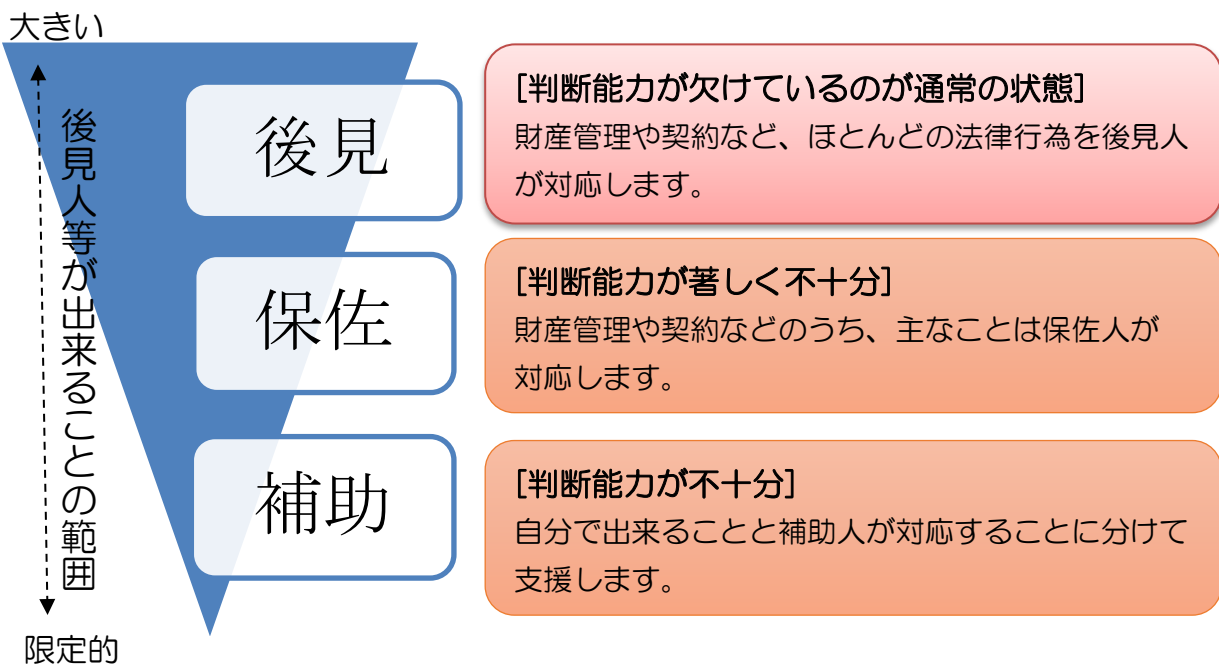 大きい
後見人等が出来ることの範囲
後見
[判断能力が欠けているのが通常の状態]
財産管理や契約など、ほとんどの法律行為を後見人
が対応します。
保佐
[判断能力が著しく不十分]
財産管理や契約などのうち、主なことは保佐人が
対応します。
補助
[判断能力が不十分]
自分で出来ることと補助人が対応することに分けて
支援します。
限定的